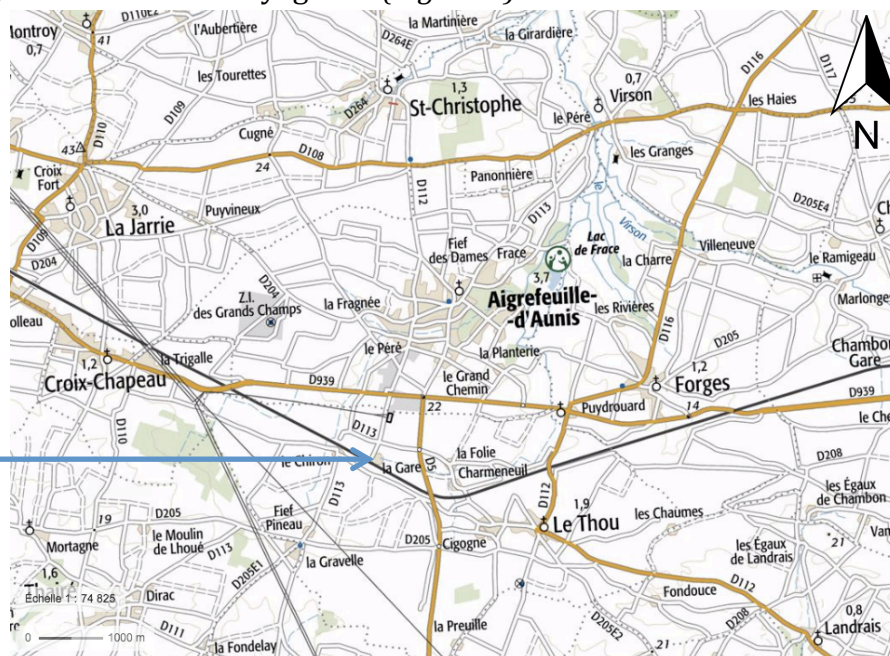 Montroy
0,7
41
D110E2
l'Aubertière
D264E
la Martinière
la Girardière
D116
D117
les Tourettes
D109
D264
1,3
St-Christophe
0,7
Virson
le Péré
les Haies
N
Cugné
D110
43
D108
24
Croix
Fort
les Granges
Panonnière
D112
D113
D205E4
3,0
La Jarrie
Puyvineux
D109
D204
D204
Fief
des Dames
Frace
Lac
de Frace
Virson
la Charre
Villeneuve
le Ramigeau
3,7
Aigrefeuille-
-d'Aunis
Z.I.
des Grands Champs
la Fragnée
les Rivières
D116
Marlonge
D205
le Péré
la Planterie
1,2
Croix-Chapeau
la Trigalle
le Grand
Chemin
D939
22
1,2
Forges
Puydrouard
14
Chambon
Gare
D939
D110
D113
la Folie
D208
le Chiron
la Gare
D5
Charmeneuil
D112
les Égaux
de Chambon
D113
Fief
Pineau
1,9
Le Thou
les Chaumes
19
D205
Mortagne
le Moulin
de Lhoué
D113
D205
Cigogne
les Égaux
de Landrais
21
la Gravelle
D205E1
D112
1,6
Thairé
Echelle 1 : 74 825
Dirac
Fondouce
D208
0,8
Landrais
0
1000 m
D111
la Fondelay
la Preuille
D205E2
21